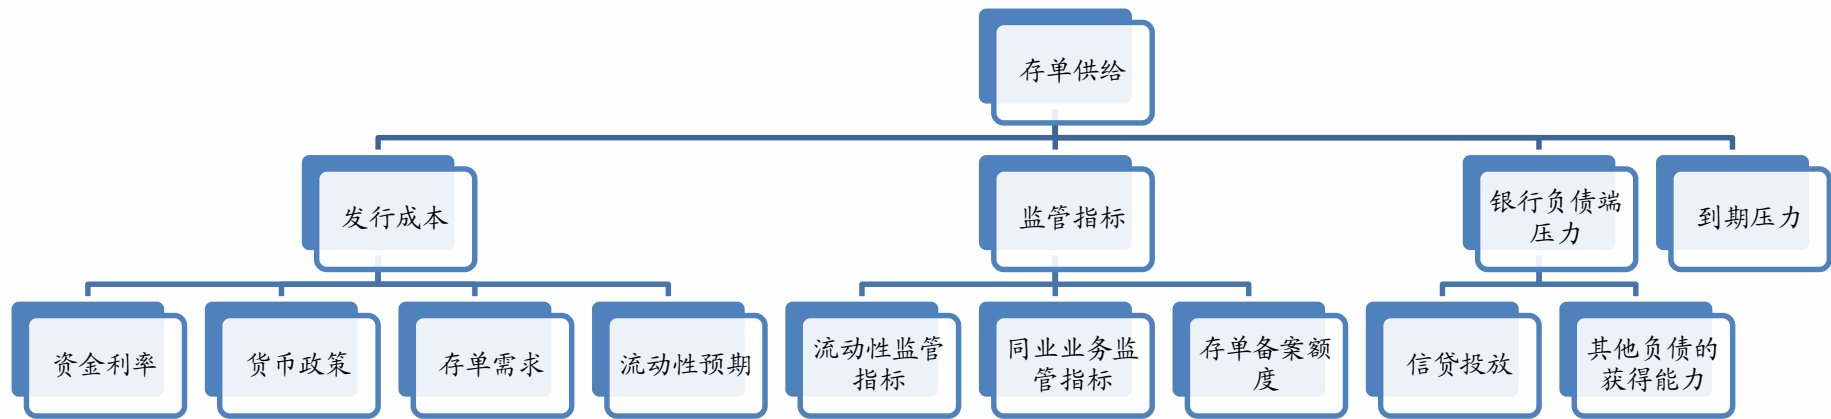 存单供给
发行成本
监管指标
银行负债端
压力
到期压力
资金利率
货币政策
存单需求
流动性预期
流动性监管
指标
同业业务监
管指标
存单备案额
度
信贷投放
其他负债的
获得能力